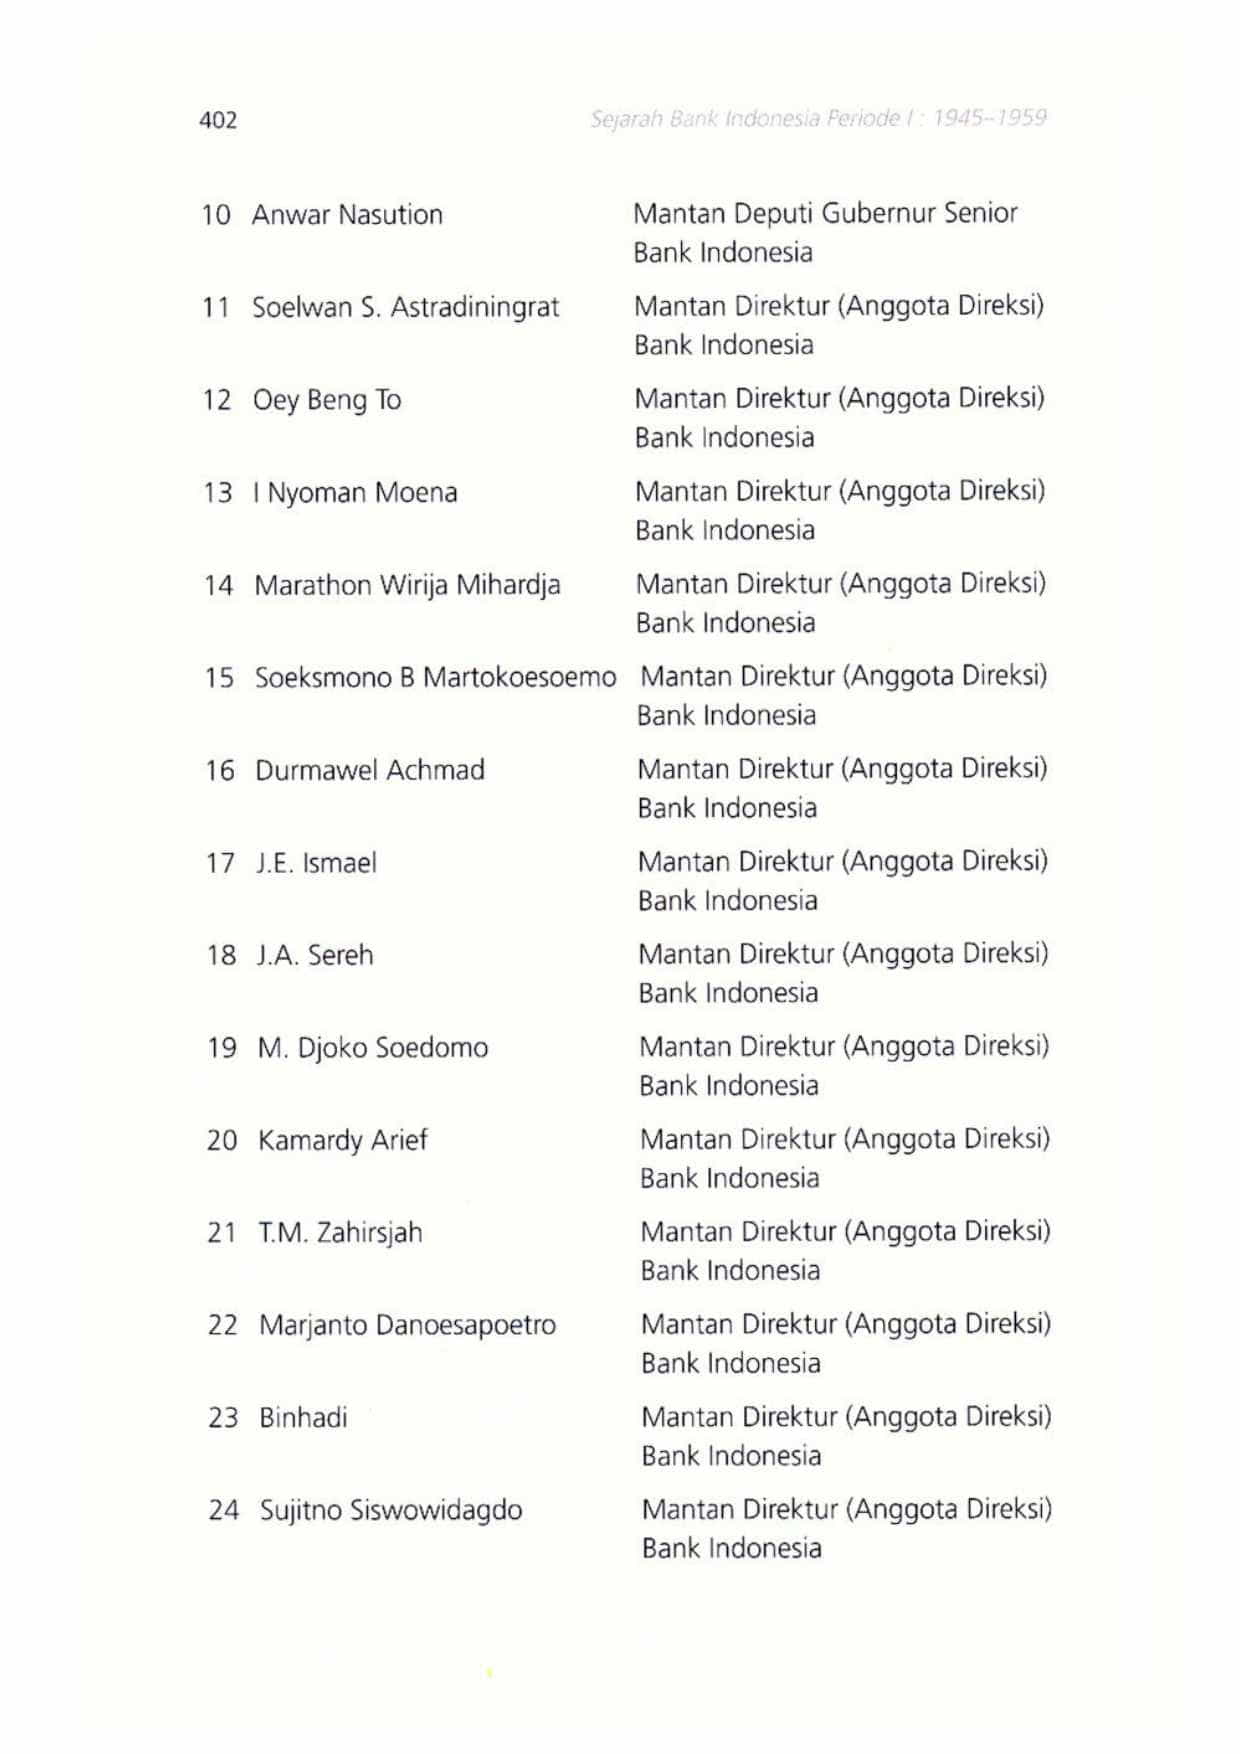 402 Sejarah Bank Indonesia Periode I : 1945–1959
10 Anwar Nasution Mantan Deputi Gubernur Senior
Bank Indonesia
11 Soelwan S. Astradiningrat Mantan Direktur (Anggota Direksi)
Bank Indonesia
12 Oey Beng To Mantan Direktur (Anggota Direksi)
Bank Indonesia
13 I Nyoman Moena Mantan Direktur (Anggota Direksi)
Bank Indonesia
14 Marathon Wirija Mihardja Mantan Direktur (Anggota Direksi)
Bank Indonesia
15 Soeksmono B Martokoesoemo Mantan Direktur (Anggota Direksi)
Bank Indonesia
16 Durmawel Achmad Mantan Direktur (Anggota Direksi)
Bank Indonesia
17 J.E. Ismael Mantan Direktur (Anggota Direksi)
Bank Indonesia
18 J.A. Sereh Mantan Direktur (Anggota Direksi)
Bank Indonesia
19 M. Djoko Soedomo Mantan Direktur (Anggota Direksi)
Bank Indonesia
20 Kamardy Arief Mantan Direktur (Anggota Direksi)
Bank Indonesia
21 T.M. Zahirsjah Mantan Direktur (Anggota Direksi)
Bank Indonesia
22 Marjanto Danoesapoetro Mantan Direktur (Anggota Direksi)
Bank Indonesia
23 Binhadi Mantan Direktur (Anggota Direksi)
Bank Indonesia
24 Sujitno Siswowidagdo Mantan Direktur (Anggota Direksi)
Bank Indonesia